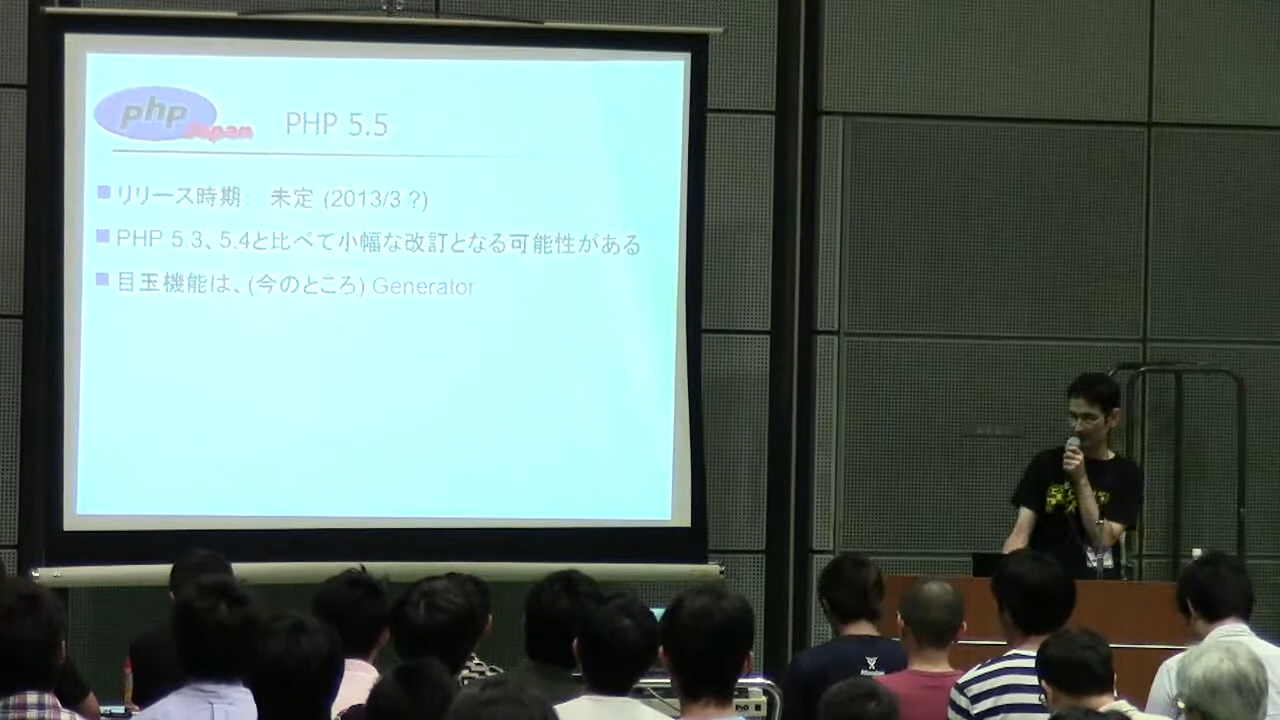 php
Japan
PHP 5.5
リリース時期: 未定 (2013/3 ?)
PHP 5.3、5.4と比べて小幅な改訂となる可能性がある
目玉機能は、(今のところ) Generator